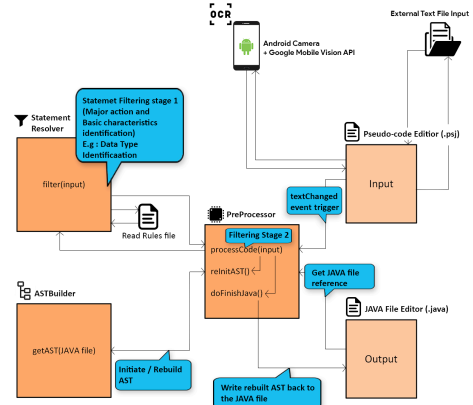 OCR
External Text File Input
Android Camera
+ Google Mobile Vision API
Statemet Filtering stage 1
(Major action and
Basic characteristics
identification)
E.g : Data Type
Identificaation
Statement
Resolver
filter(input)
Read Rules file
Pseudo-code Editior (.psj)
Input
textChanged
event trigger
PreProcessor
Filtering Stage 2
processCode(input)
reInitAST()
doFinishJava()
Get JAVA file
reference
ASTBuilder
getAST(JAVA file)
Initiate / Rebuild
AST
JAVA File Editor (.java)
Output
Write rebuilt AST back to
the JAVA file